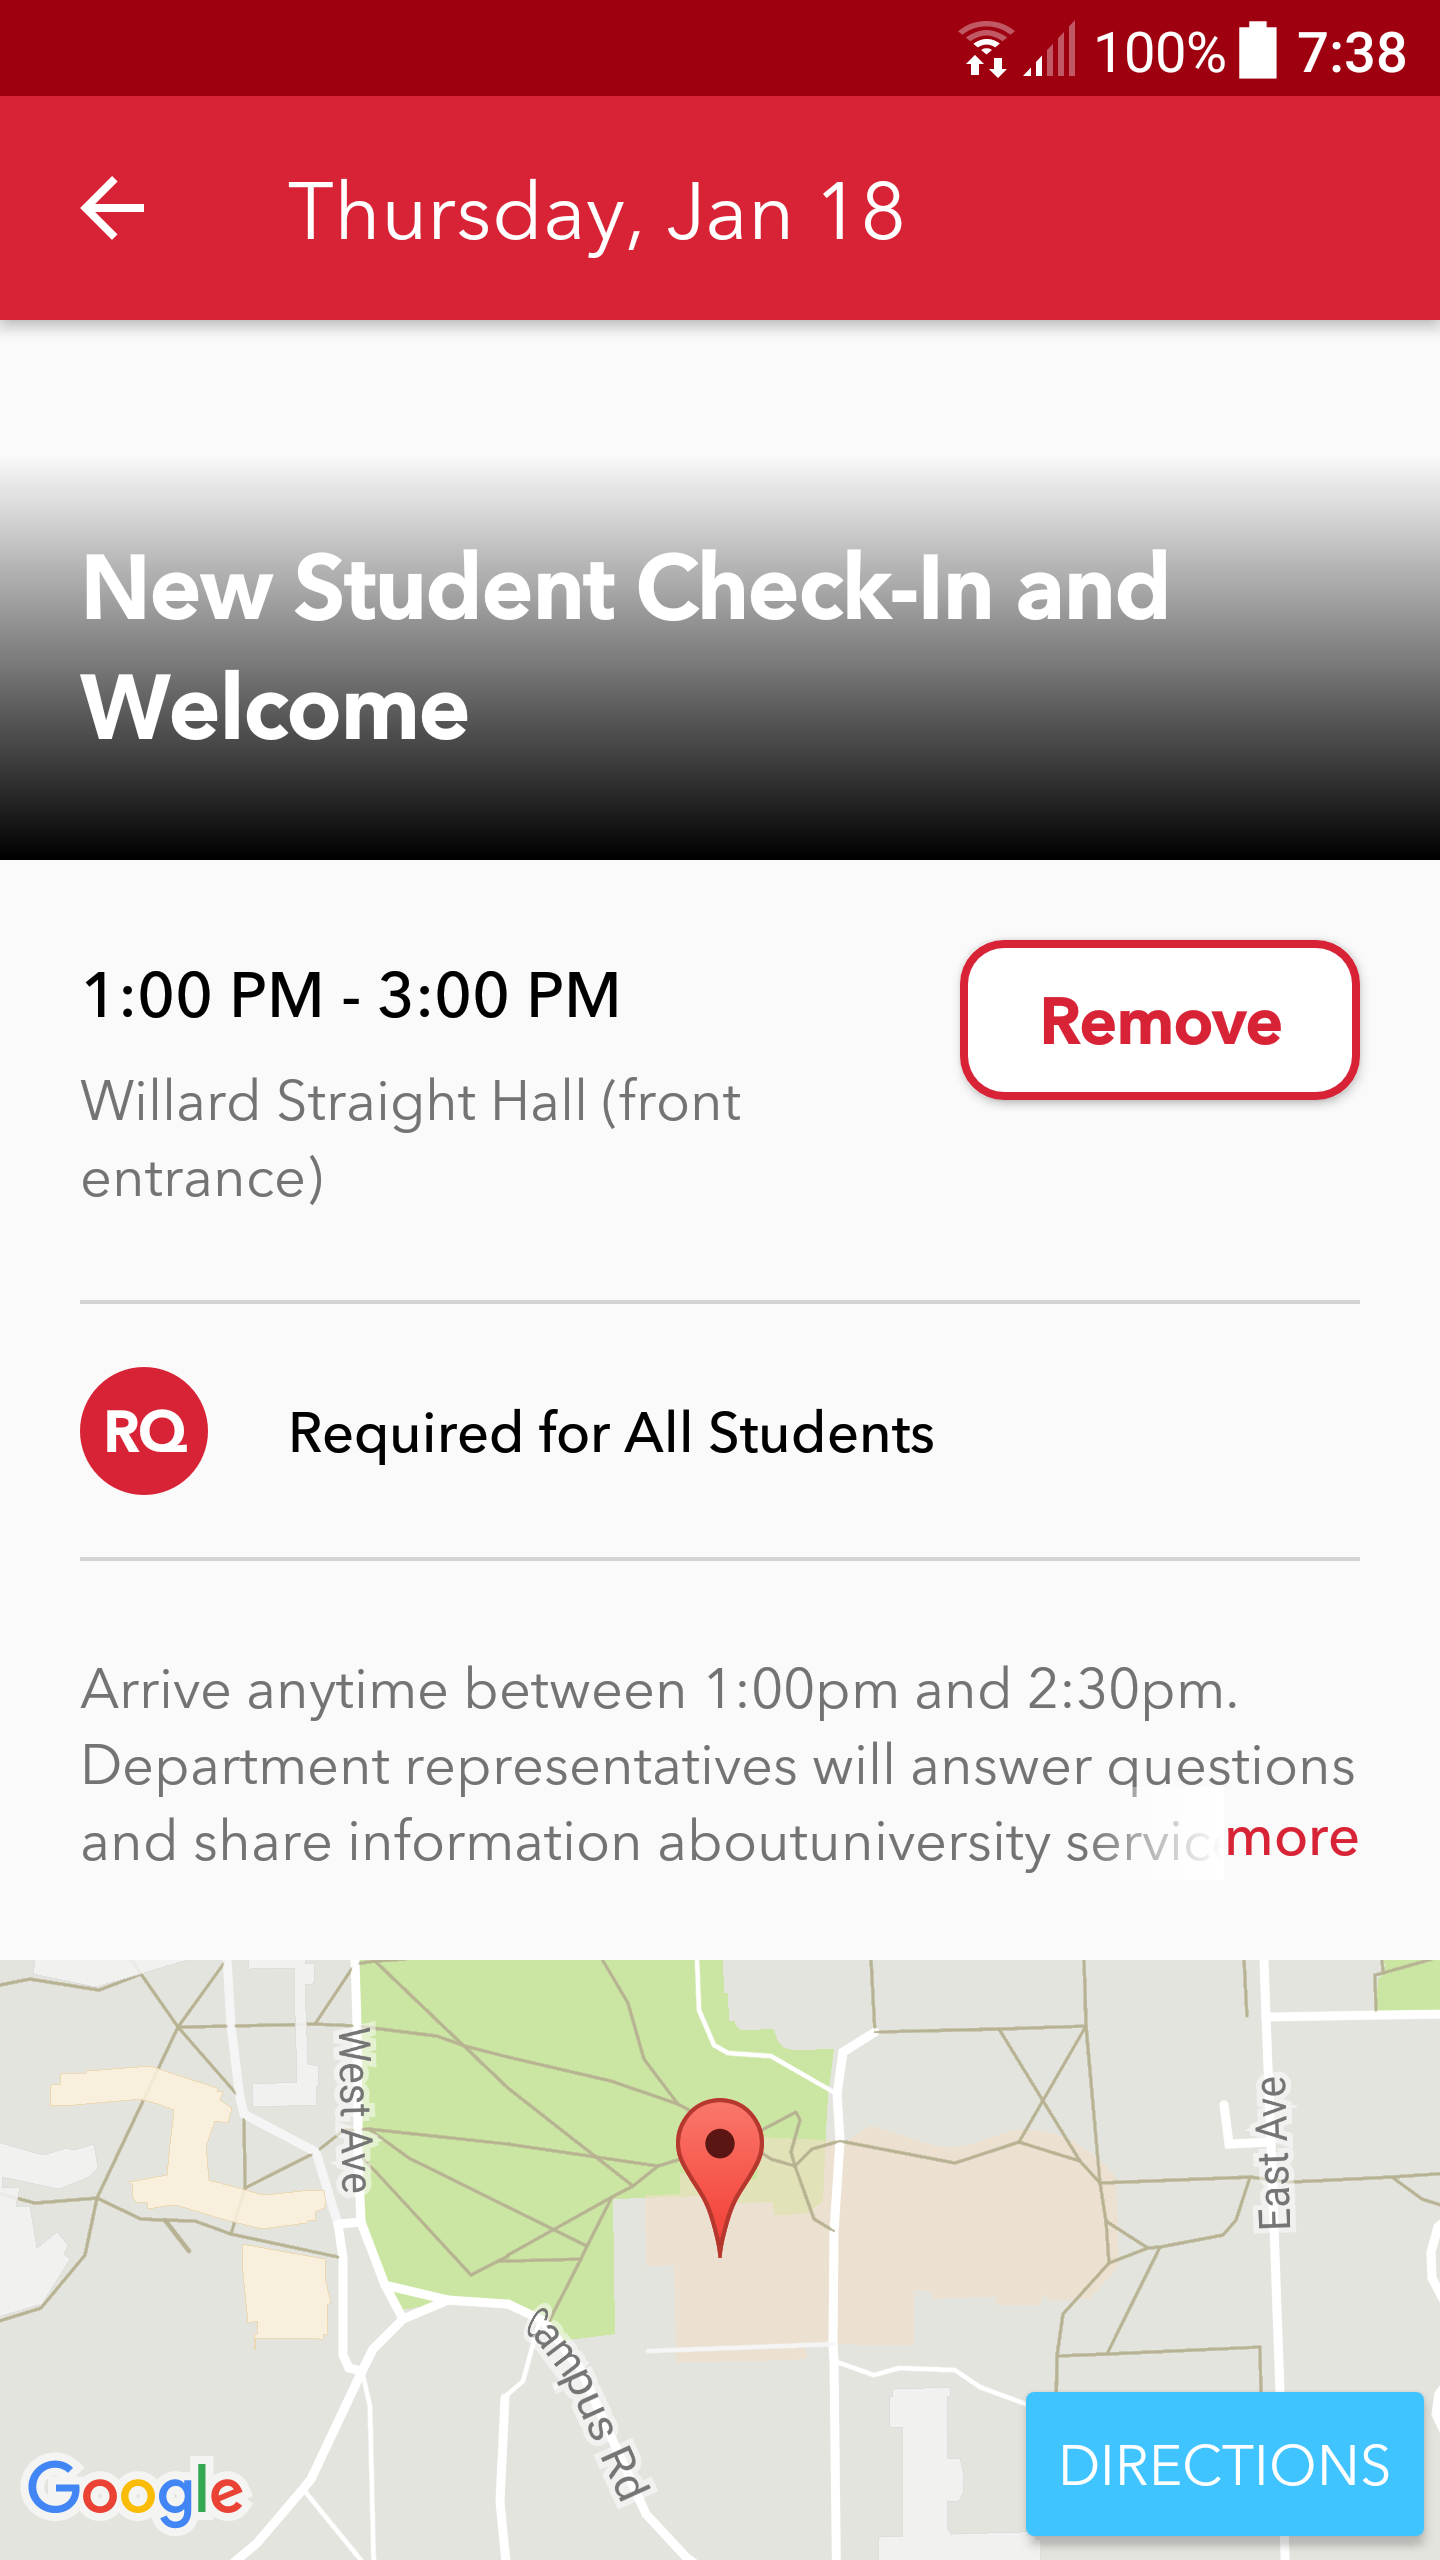 100% 7:38
Thursday, Jan 18
New Student Check-In and
Welcome
1:00 PM - 3:00 PM
Remove
Willard Straight Hall (front
entrance)
RQ
Required for All Students
Arrive anytime between 1:00pm and 2:30pm.
Department representatives will answer questions
and share information aboutuniversity servic
more
West Ave
East Ave
Campus Rd
Google
DIRECTIONS